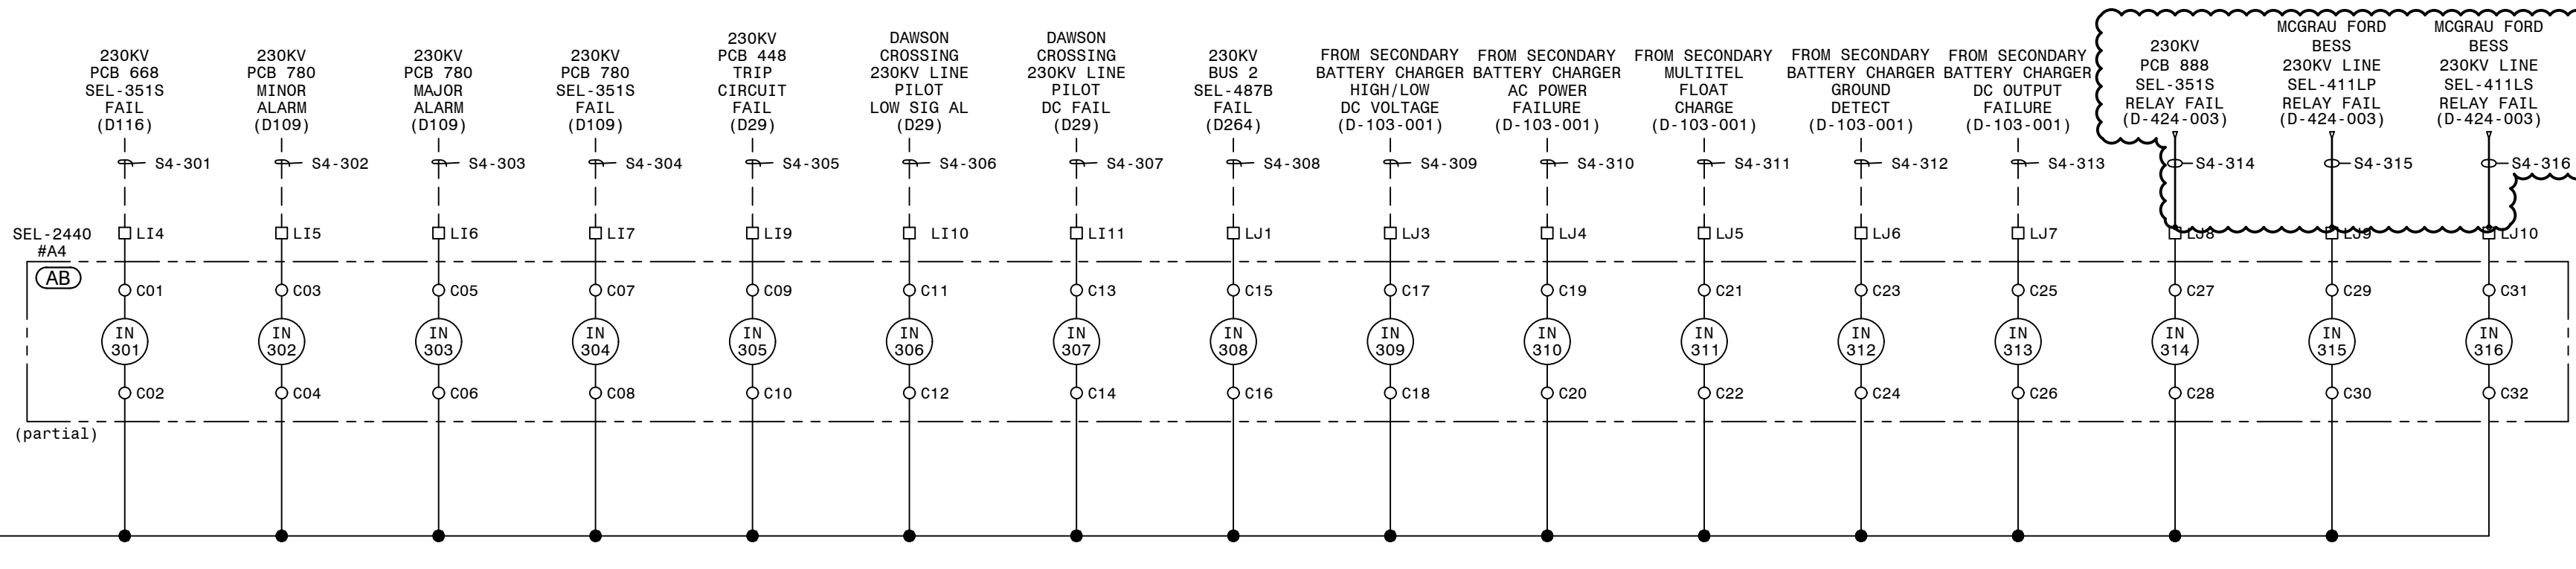 230KV
PCB 668
SEL-351S
FAIL
(D116)
230KV
PCB 780
MINOR
ALARM
(D109)
230KV
PCB 780
MAJOR
ALARM
(D109)
230KV
PCB 780
SEL-351S
FAIL
(D109)
230KV
PCB 448
TRIP
CIRCUIT
FAIL
(D29)
DAWSON
CROSSING
230KV LINE
PILOT
LOW SIG AL
(D29)
DAWSON
CROSSING
230KV LINE
PILOT
DC FAIL
(D29)
230KV
BUS 2
SEL-487B
FAIL
(D264)
FROM SECONDARY
BATTERY CHARGER
HIGH/LOW
DC VOLTAGE
(D-103-001)
FROM SECONDARY
BATTERY CHARGER
AC POWER
FAILURE
(D-103-001)
FROM SECONDARY
MULTITEL
FLOAT
CHARGE
(D-103-001)
FROM SECONDARY
BATTERY CHARGER
GROUND
DETECT
(D-103-001)
FROM SECONDARY
BATTERY CHARGER
DC OUTPUT
FAILURE
(D-103-001)
230KV
PCB 888
SEL-351S
RELAY FAIL
(D-424-003)
MCGRAU FORD
BESS
230KV LINE
SEL-411LP
RELAY FAIL
(D-424-003)
MCGRAU FORD
BESS
230KV LINE
SEL-411LS
RELAY FAIL
(D-424-003)
S4-301 S4-302 S4-303 S4-304 S4-305 S4-306 S4-307 S4-308 S4-309 S4-310 S4-311 S4-312 S4-313 S4-314 S4-315 S4-316
SEL-2440
#A4
LI4 LI5 LI6 LI7 LI9 LI10 LI11 LJ1 LJ3 LJ4 LJ5 LJ6 LJ7 LJ8 LJ9 LJ10
AB
C01 C03 C05 C07 C09 C11 C13 C15 C17 C19 C21 C23 C25 C27 C29 C31
IN IN IN IN IN IN IN IN IN IN IN IN IN IN IN IN
301 302 303 304 305 306 307 308 309 310 311 312 313 314 315 316
C02 C04 C06 C08 C10 C12 C14 C16 C18 C20 C22 C24 C26 C28 C30 C32
(partial)